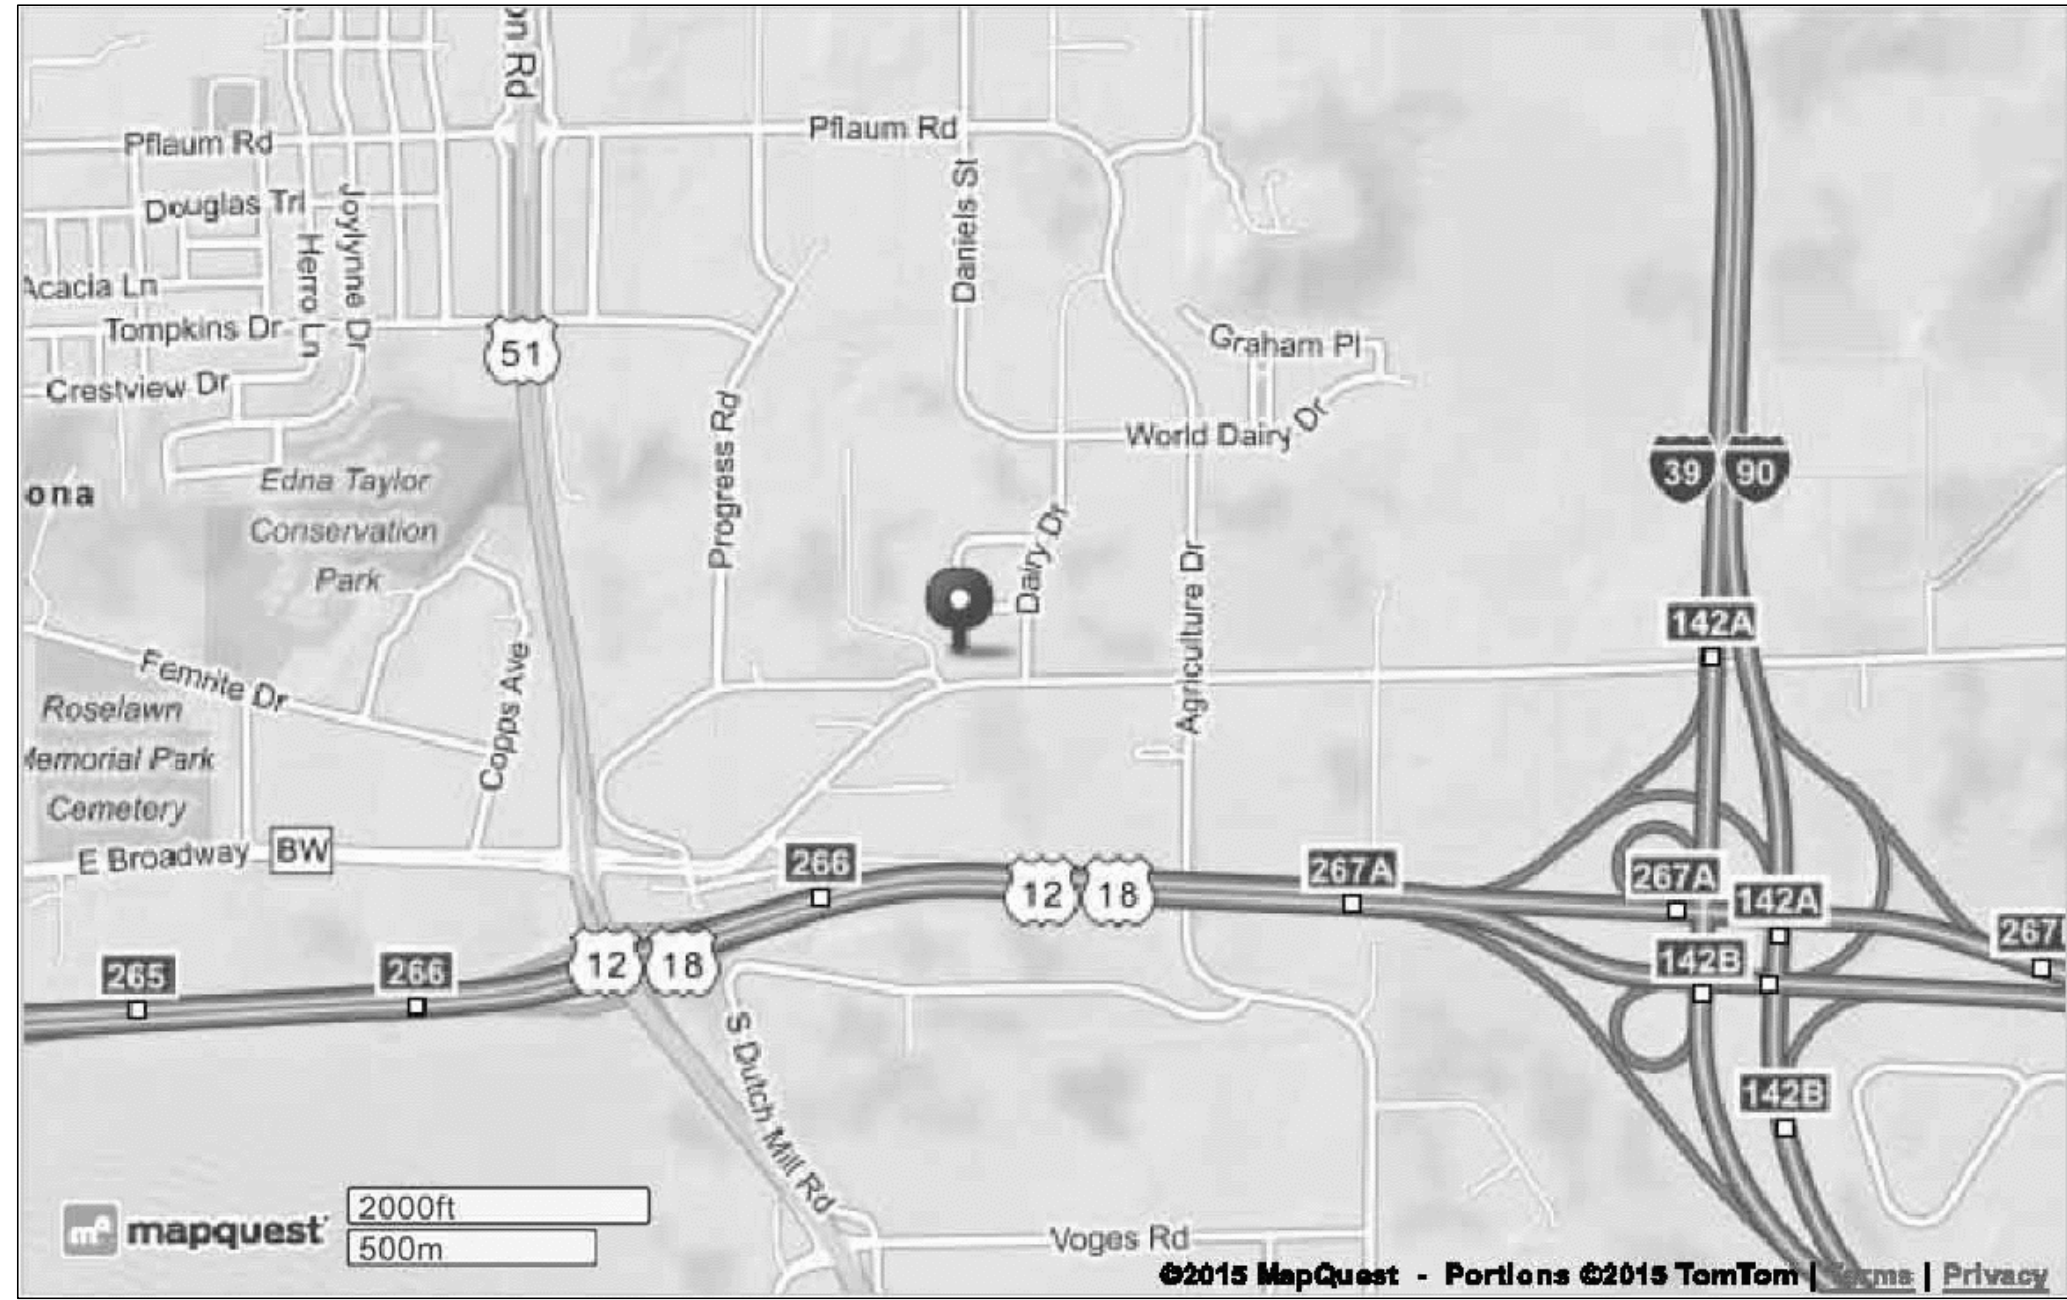 on Rd
Pflaum Rd
Pflaum Rd
Douglas Trl
Joylynne Dr
Herro Ln
Daniels St
Acacia Ln
Tompkins Dr
51
Graham Pl
Crestview Dr
World Dairy Dr
Progress Rd
39 90
ona
Edna Taylor
Conservation
Park
Dairy Dr
Agriculture Dr
142A
Femrite Dr
Copps Ave
Roselawn
Memorial Park
Cemetery
E Broadway BW
266
12 18
267A
267A
142A
267
142B
265
266
12 18
S Dutch Mill Rd
142B
Voges Rd
mapquest
2000ft
500m
©2015 MapQuest - Portions ©2015 TomTom | Terms | Privacy